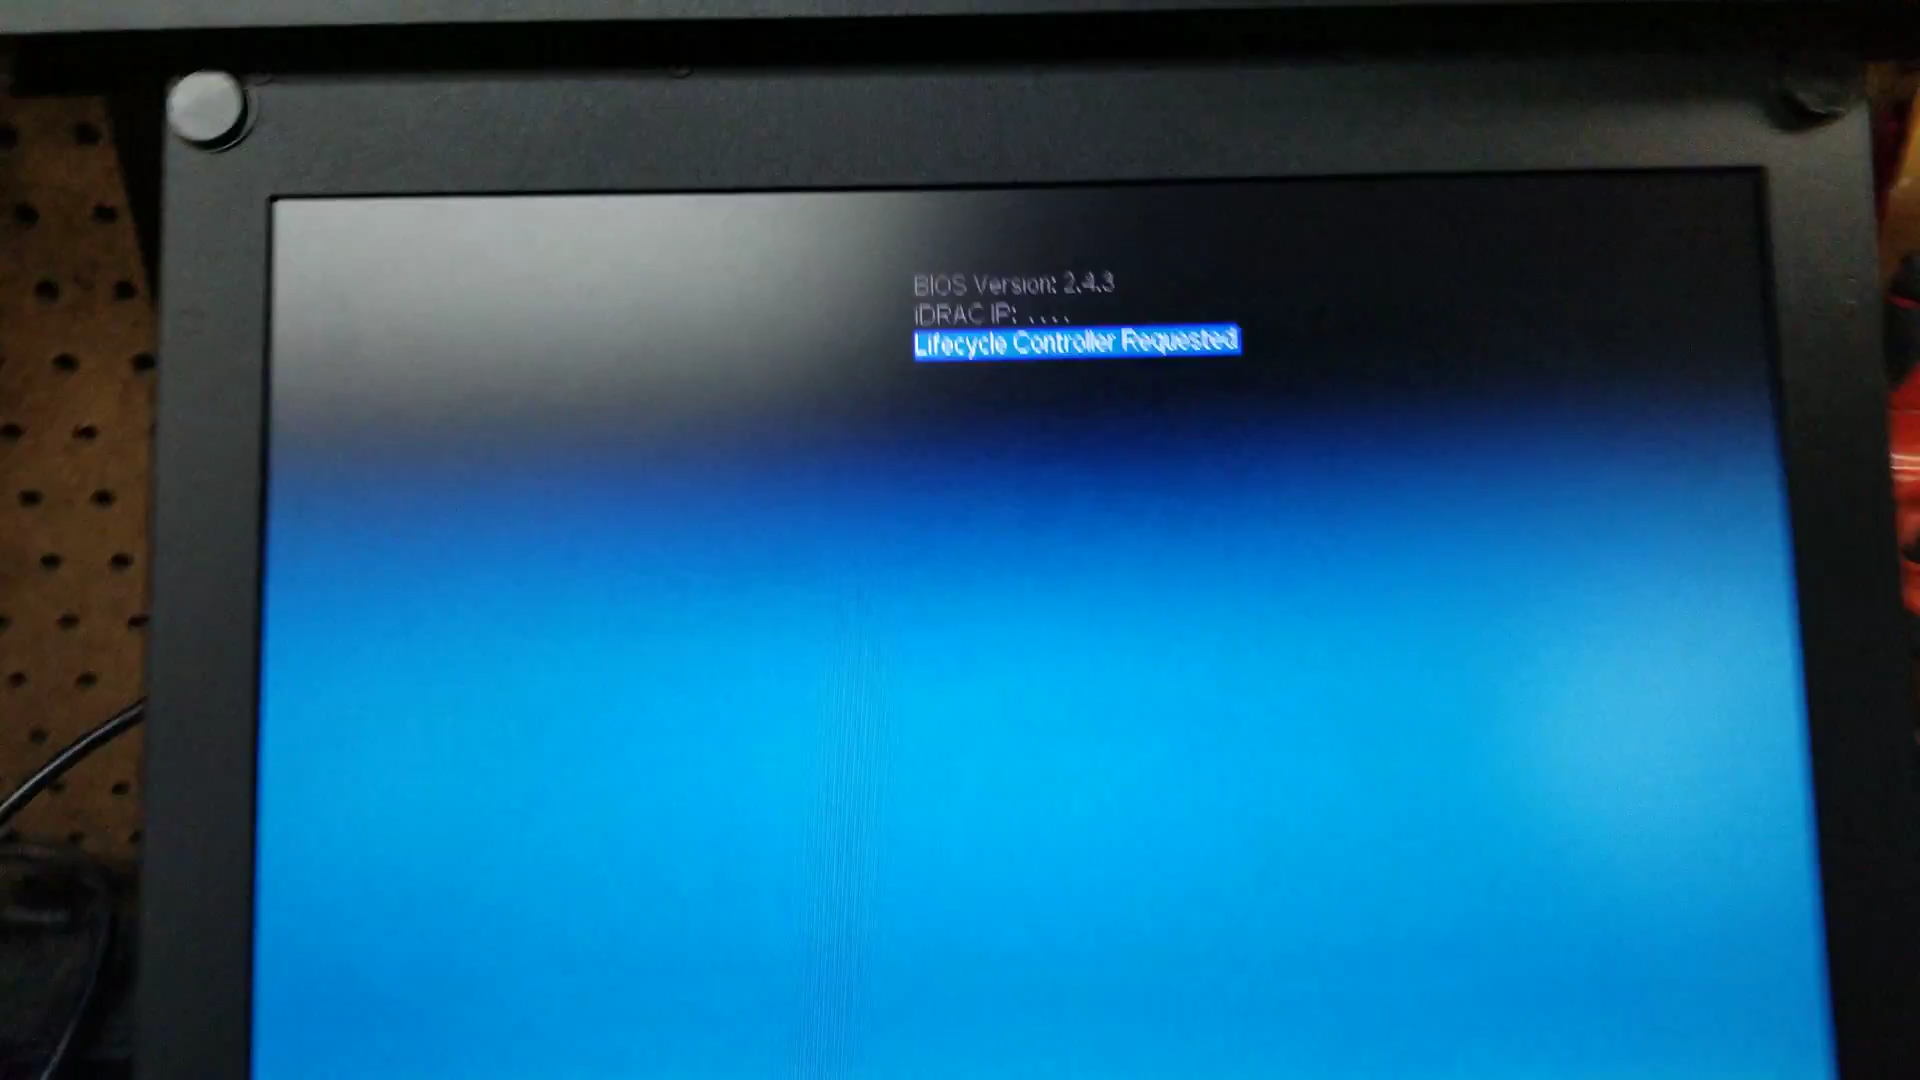 BIOS Version: 2.4.3
iDRAC IP: ....
Lifecycle Controller Requested